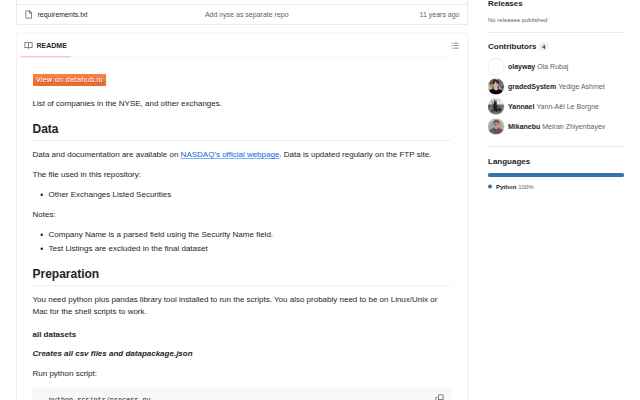 requirements.txt Add nyse as separate repo 11 years ago
README
View on datahub.io
List of companies in the NYSE, and other exchanges.
Data
Data and documentation are available on NASDAQ's official webpage. Data is updated regularly on the FTP site.
The file used in this repository:
• Other Exchanges Listed Securities
Notes:
• Company Name is a parsed field using the Security Name field.
• Test Listings are excluded in the final dataset
Preparation
You need python plus pandas library tool installed to run the scripts. You also probably need to be on Linux/Unix or
Mac for the shell scripts to work.
all datasets
Creates all csv files and datapackage.json
Run python script:
python scripts/process.py
Releases
No releases published
Contributors 4
olayway Ola Rubaj
gradedSystem Yedige Ashmet
Yannael Yann-Aël Le Borgne
Mikanebu Meiran Zhiyenbayev
Languages
Python 100%